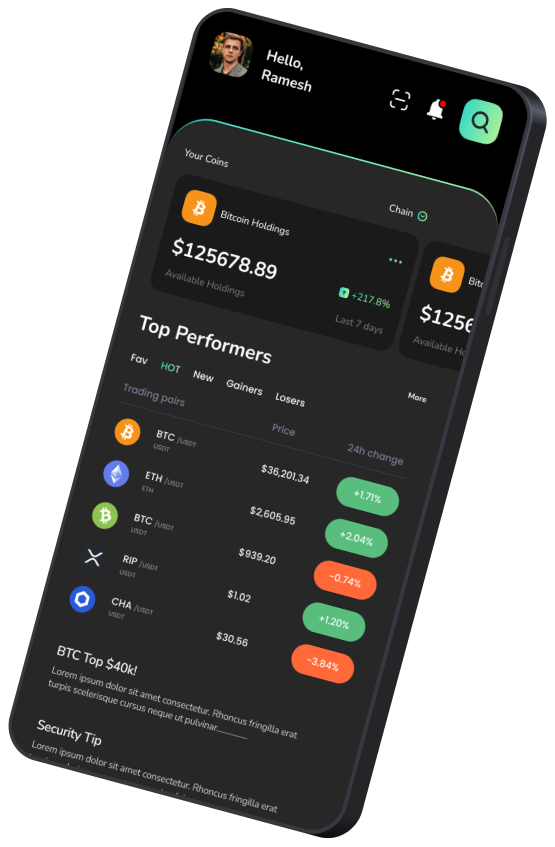 Hello,
Ramesh
Your Coins
Chain
Bitcoin Holdings
$125678.89
+217.8%
Available Holdings
Last 7 days
Bitc
$1256
Available Ho
Top Performers
Fav HOT New Gainers Losers
More
Trading pairs Price 24h change
BTC /USDT
USDT
$36,201.34
+1.71%
ETH /USDT
ETH
$2,605.95
+2.04%
BTC /USDT
USDT
$939.20
-0.74%
RIP /USDT
USDT
$1.02
+1.20%
CHA /USDT
USDT
$30.56
-3.84%
BTC Top $40k!
Lorem ipsum dolor sit amet consectetur. Rhoncus fringilla erat
turpis scelerisque cursus neque ut pulvinar..............
Security Tip
Lorem ipsum dolor sit amet consectetur. Rhoncus fringilla erat